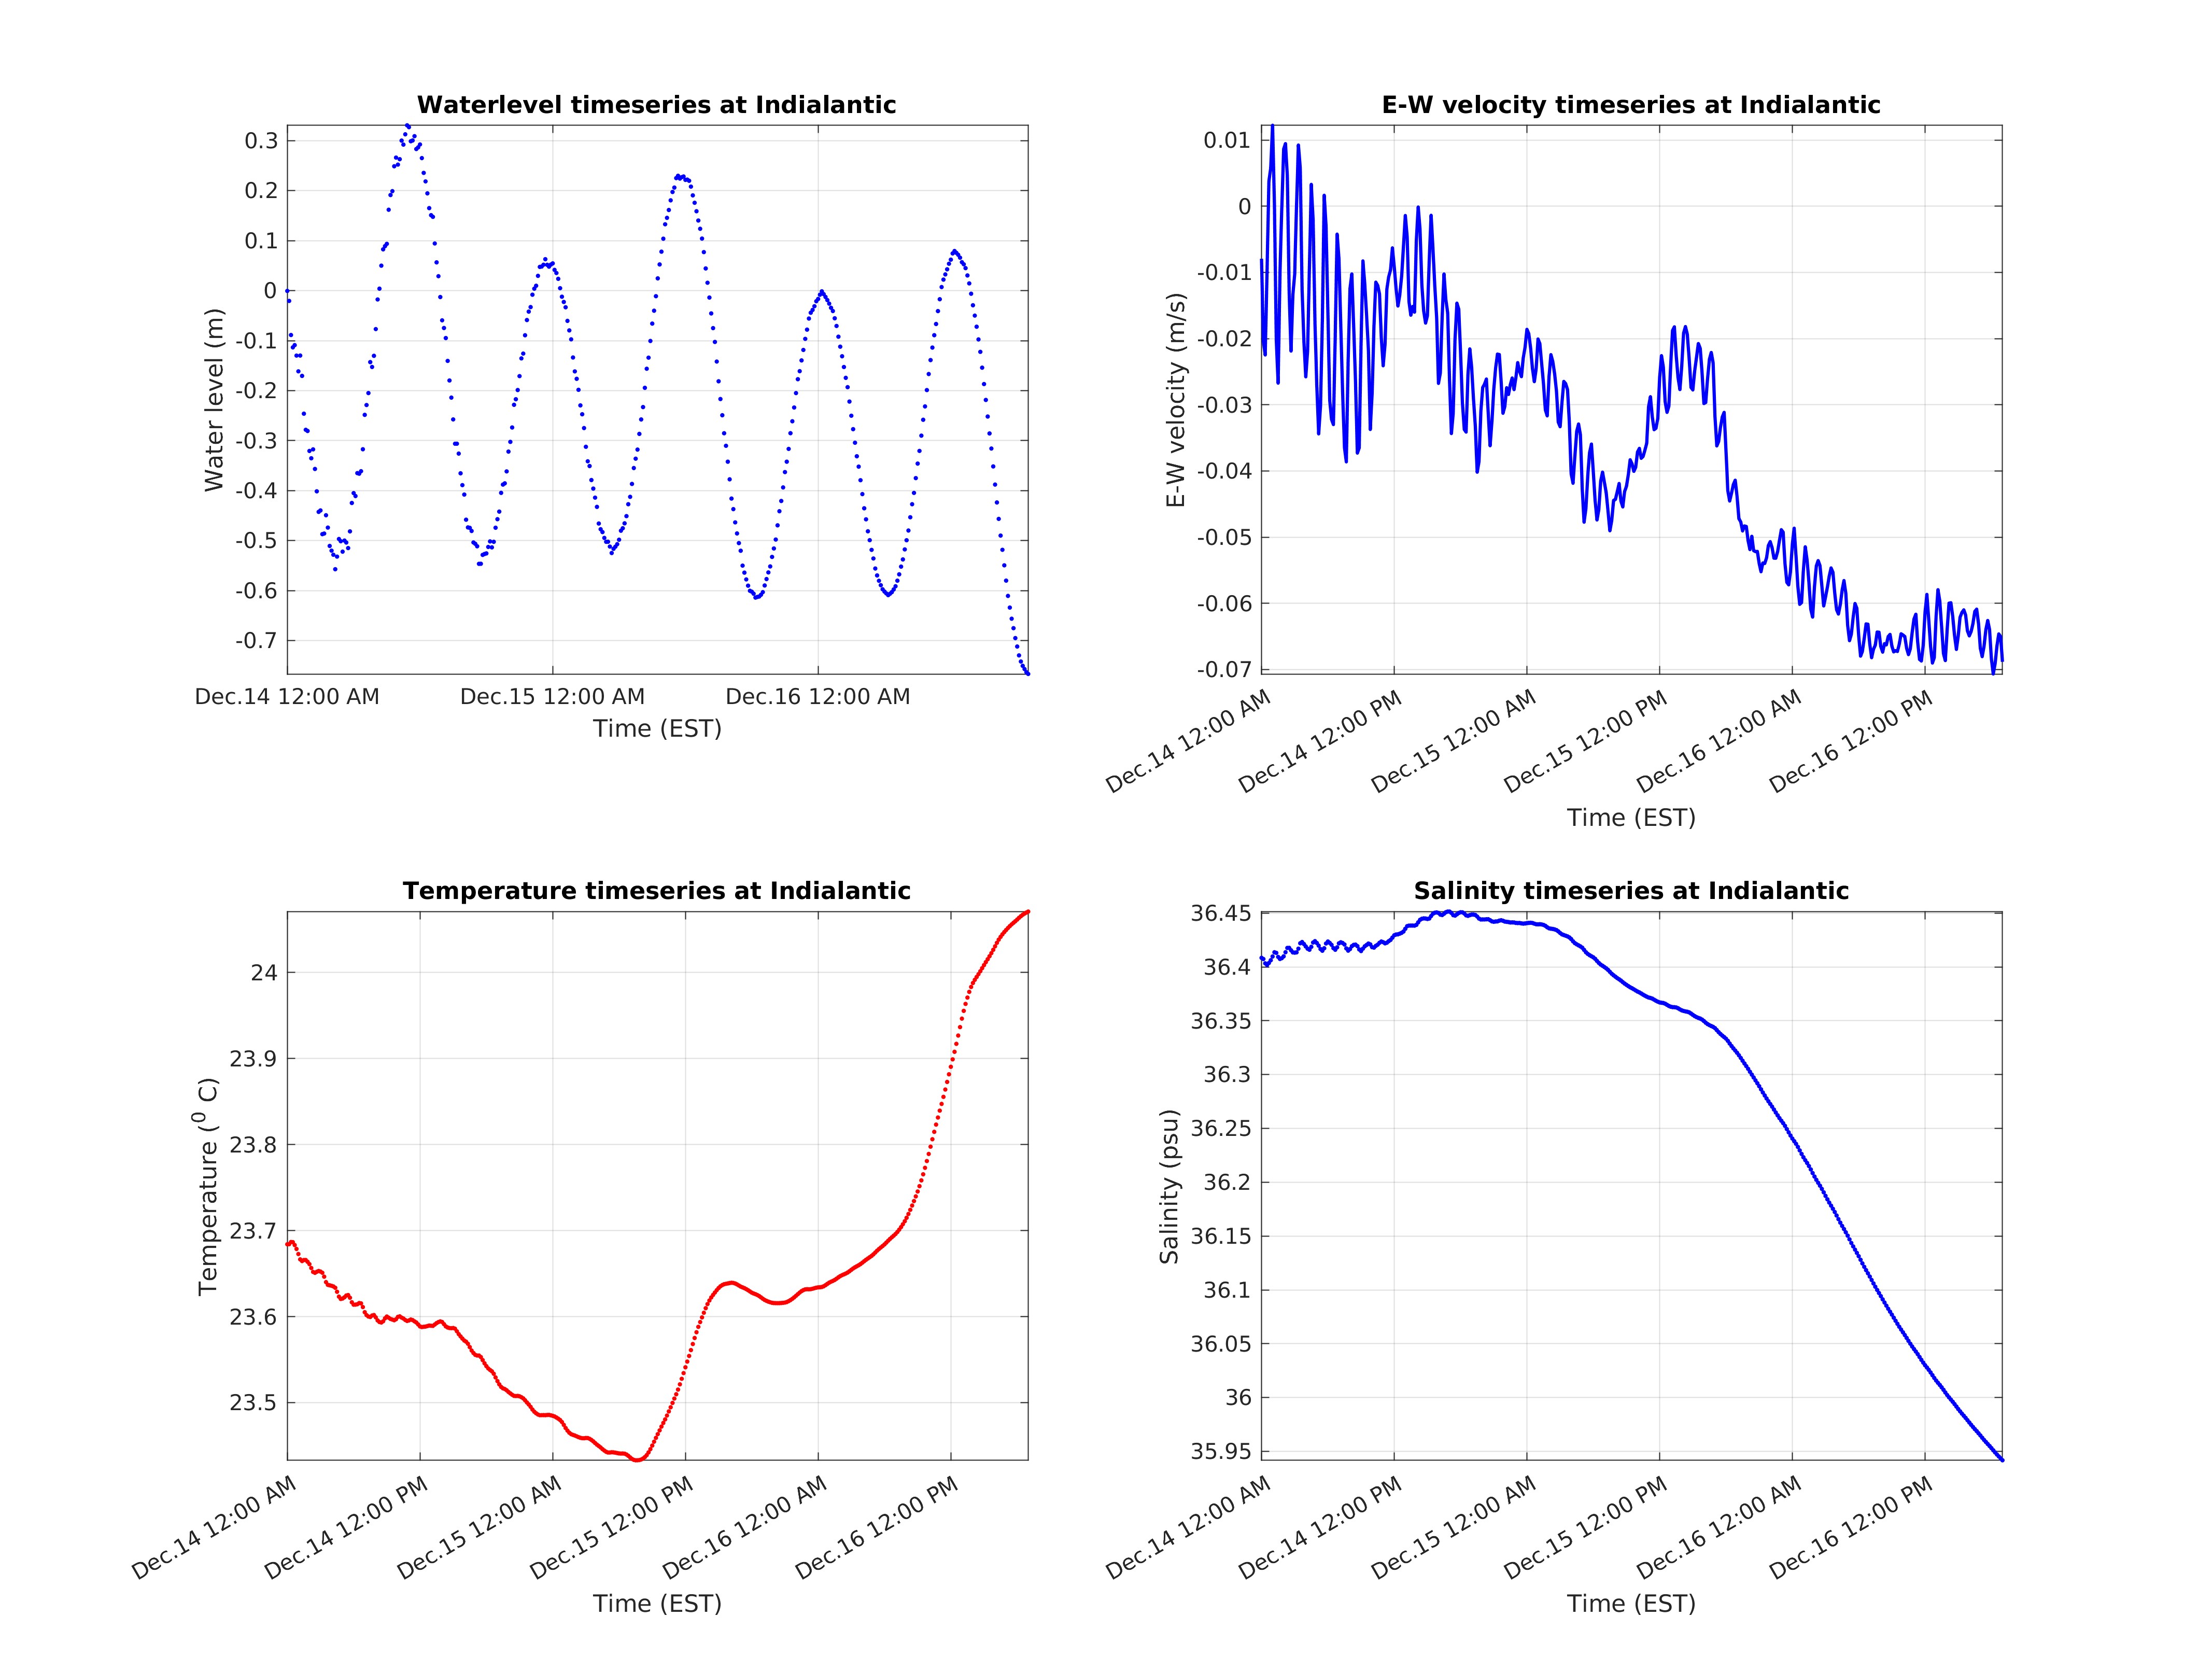 Waterlevel timeseries at Indialantic
0.3
0.2
0.1
0
-0.1
-0.2
-0.3
-0.4
-0.5
-0.6
-0.7
Water level (m)
Dec.14 12:00 AM
Dec.15 12:00 AM
Dec.16 12:00 AM
Time (EST)
E-W velocity timeseries at Indialantic
0.01
0
-0.01
-0.02
-0.03
-0.04
-0.05
-0.06
-0.07
E-W velocity (m/s)
Dec.14 12:00 AM
Dec.14 12:00 PM
Dec.15 12:00 AM
Dec.15 12:00 PM
Dec.16 12:00 AM
Dec.16 12:00 PM
Time (EST)
Temperature timeseries at Indialantic
24
23.9
23.8
23.7
23.6
23.5
Temperature (⁰ C)
Dec.14 12:00 AM
Dec.14 12:00 PM
Dec.15 12:00 AM
Dec.15 12:00 PM
Dec.16 12:00 AM
Dec.16 12:00 PM
Time (EST)
Salinity timeseries at Indialantic
36.45
36.4
36.35
36.3
36.25
36.2
36.15
36.1
36.05
36
35.95
Salinity (psu)
Dec.14 12:00 AM
Dec.14 12:00 PM
Dec.15 12:00 AM
Dec.15 12:00 PM
Dec.16 12:00 AM
Dec.16 12:00 PM
Time (EST)